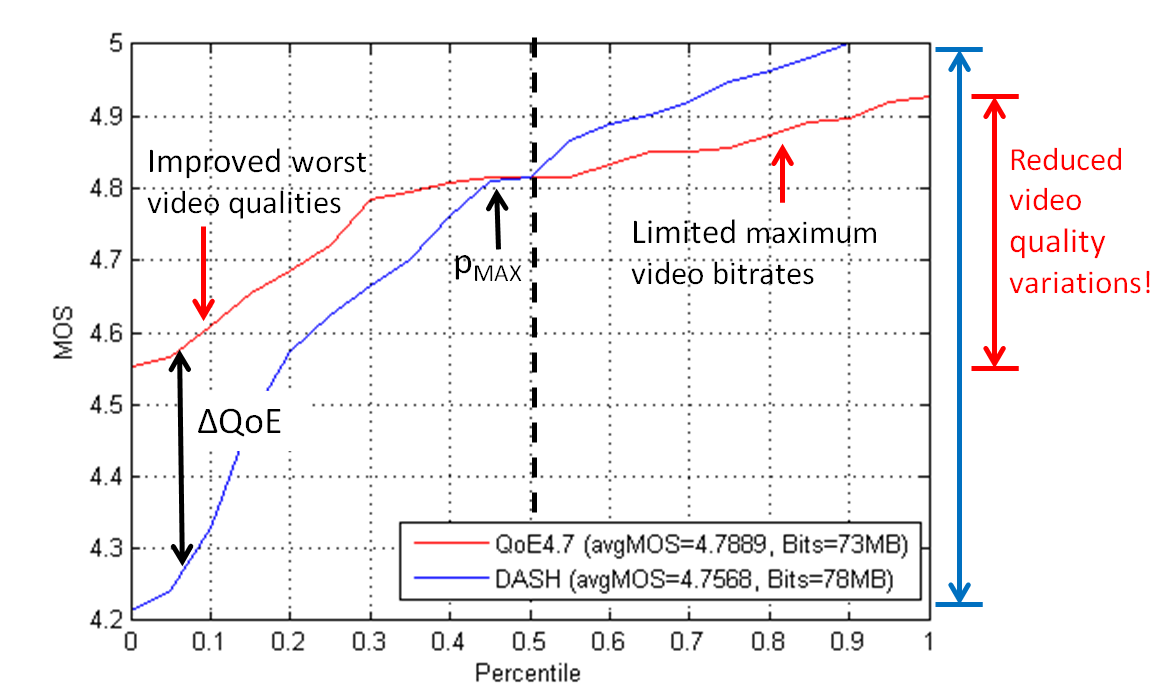 5
4.9
4.8
4.7
4.6
4.5
4.4
4.3
4.2
MOS
Improved worst
video qualities
ΔQoE
pMAX
Limited maximum
video bitrates
Reduced
video
quality
variations!
QoE4.7 (avgMOS=4.7889, Bits=73MB)
DASH (avgMOS=4.7568, Bits=78MB)
0 0.1 0.2 0.3 0.4 0.5 0.6 0.7 0.8 0.9 1
Percentile